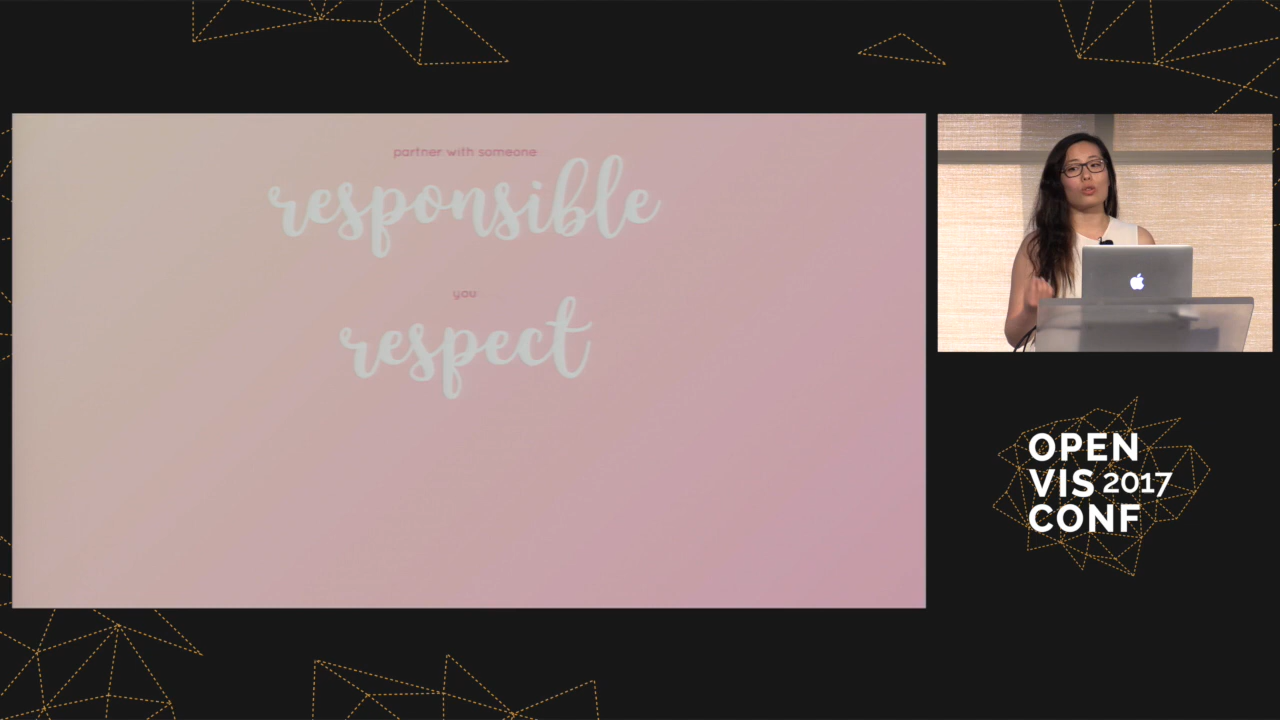 partner with someone
responsible
you
respect
OPEN
VIS 2017
CONF